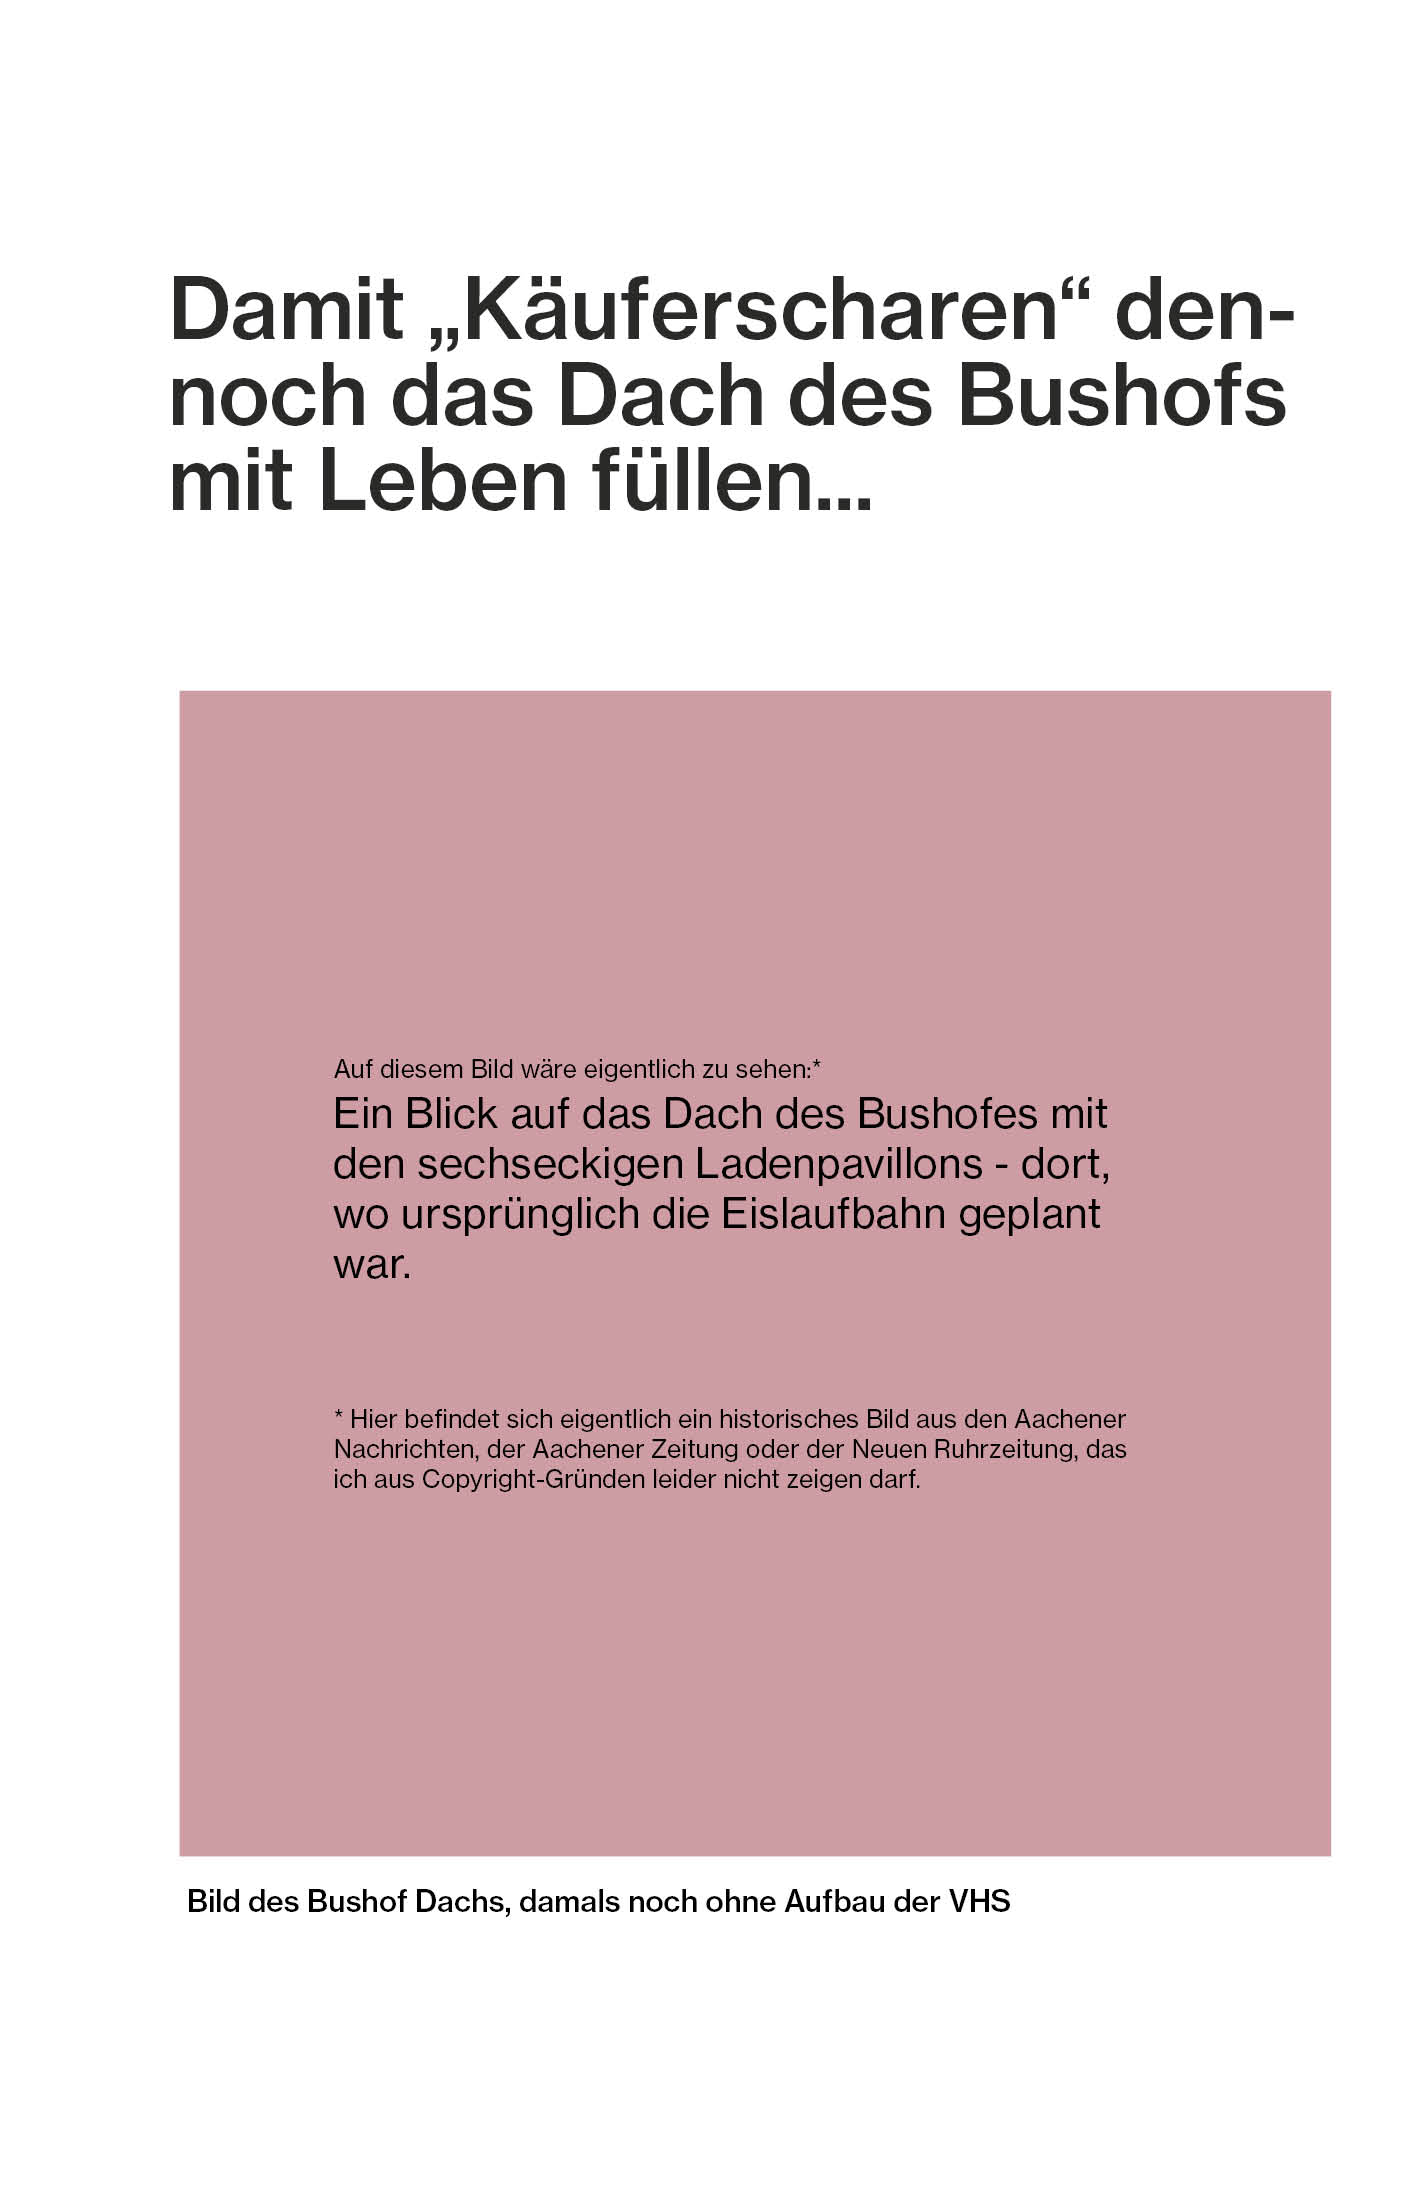 Damit „Käuferscharen“ den-
noch das Dach des Bushofs
mit Leben füllen...
Auf diesem Bild wäre eigentlich zu sehen:*
Ein Blick auf das Dach des Bushofes mit
den sechseckigen Ladenpavillons - dort,
wo ursprünglich die Eislaufbahn geplant
war.
* Hier befindet sich eigentlich ein historisches Bild aus den Aachener
Nachrichten, der Aachener Zeitung oder der Neuen Ruhrzeitung, das
ich aus Copyright-Gründen leider nicht zeigen darf.
Bild des Bushof Dachs, damals noch ohne Aufbau der VHS